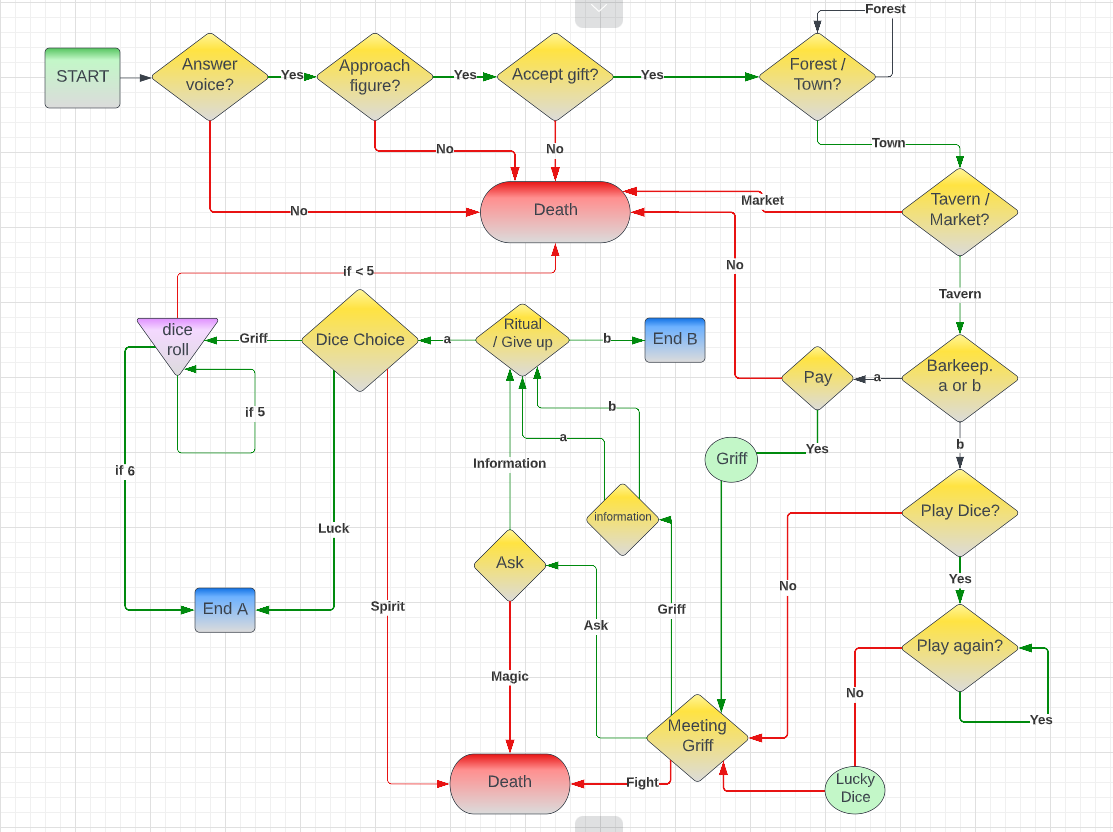 Forest
START
Answer
voice?
Yes
Approach
figure?
Yes
Accept gift?
Yes
Forest /
Town?
No
No
Town
No
Death
Market
Tavern /
Market?
No
if < 5
Tavern
dice
roll
Griff
Dice Choice
a
Ritual
/ Give up
b
End B
Pay
a
Barkeep.
a or b
if 5
b
a
Yes
b
Griff
Information
if 6
information
Play Dice?
Luck
Ask
Yes
No
End A
Spirit
Griff
Ask
Play again?
Magic
No
Yes
Meeting
Griff
Death
Fight
Lucky
Dice